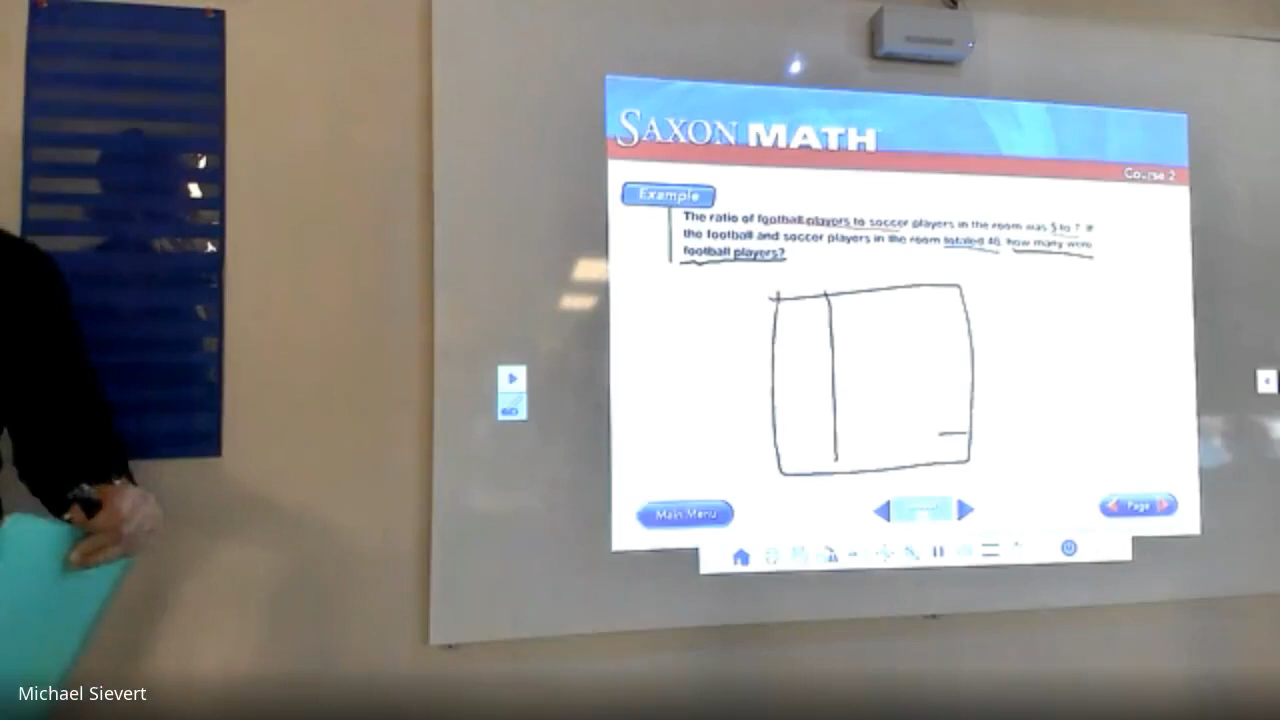 SAXON MATH
Course 2
Example
The ratio of football players to soccer players in the room was 5 to 7. If
the football and soccer players in the room totaled 48, how many were
football players?
Main Menu
Page
Michael Sievert